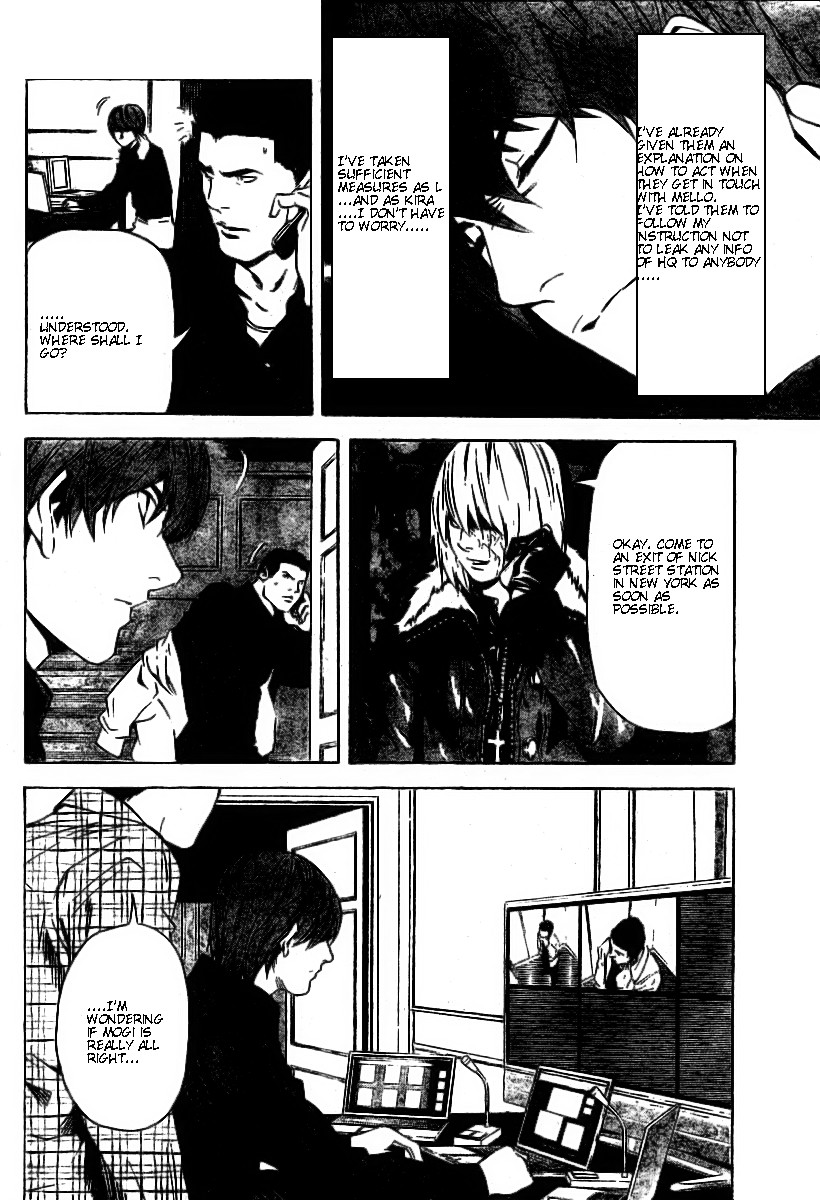 I'VE ALREADY
GIVEN THEM AN
EXPLANATION ON
HOW TO ACT WHEN
THEY GET IN TOUCH
WITH MELLO.
I'VE TOLD THEM TO
FOLLOW MY
INSTRUCTION NOT
TO LEAK ANY INFO
OF HQ TO ANYBODY
.....
I'VE TAKEN
SUFFICIENT
MEASURES AS L
...AND AS KIRA
....I DON'T HAVE
TO WORRY.....
.....
UNDERSTOOD.
WHERE SHALL I
GO?
OKAY. COME TO
AN EXIT OF NICK
STREET STATION
IN NEW YORK AS
SOON AS
POSSIBLE.
....I'M
WONDERING
IF MOGI IS
REALLY ALL
RIGHT...